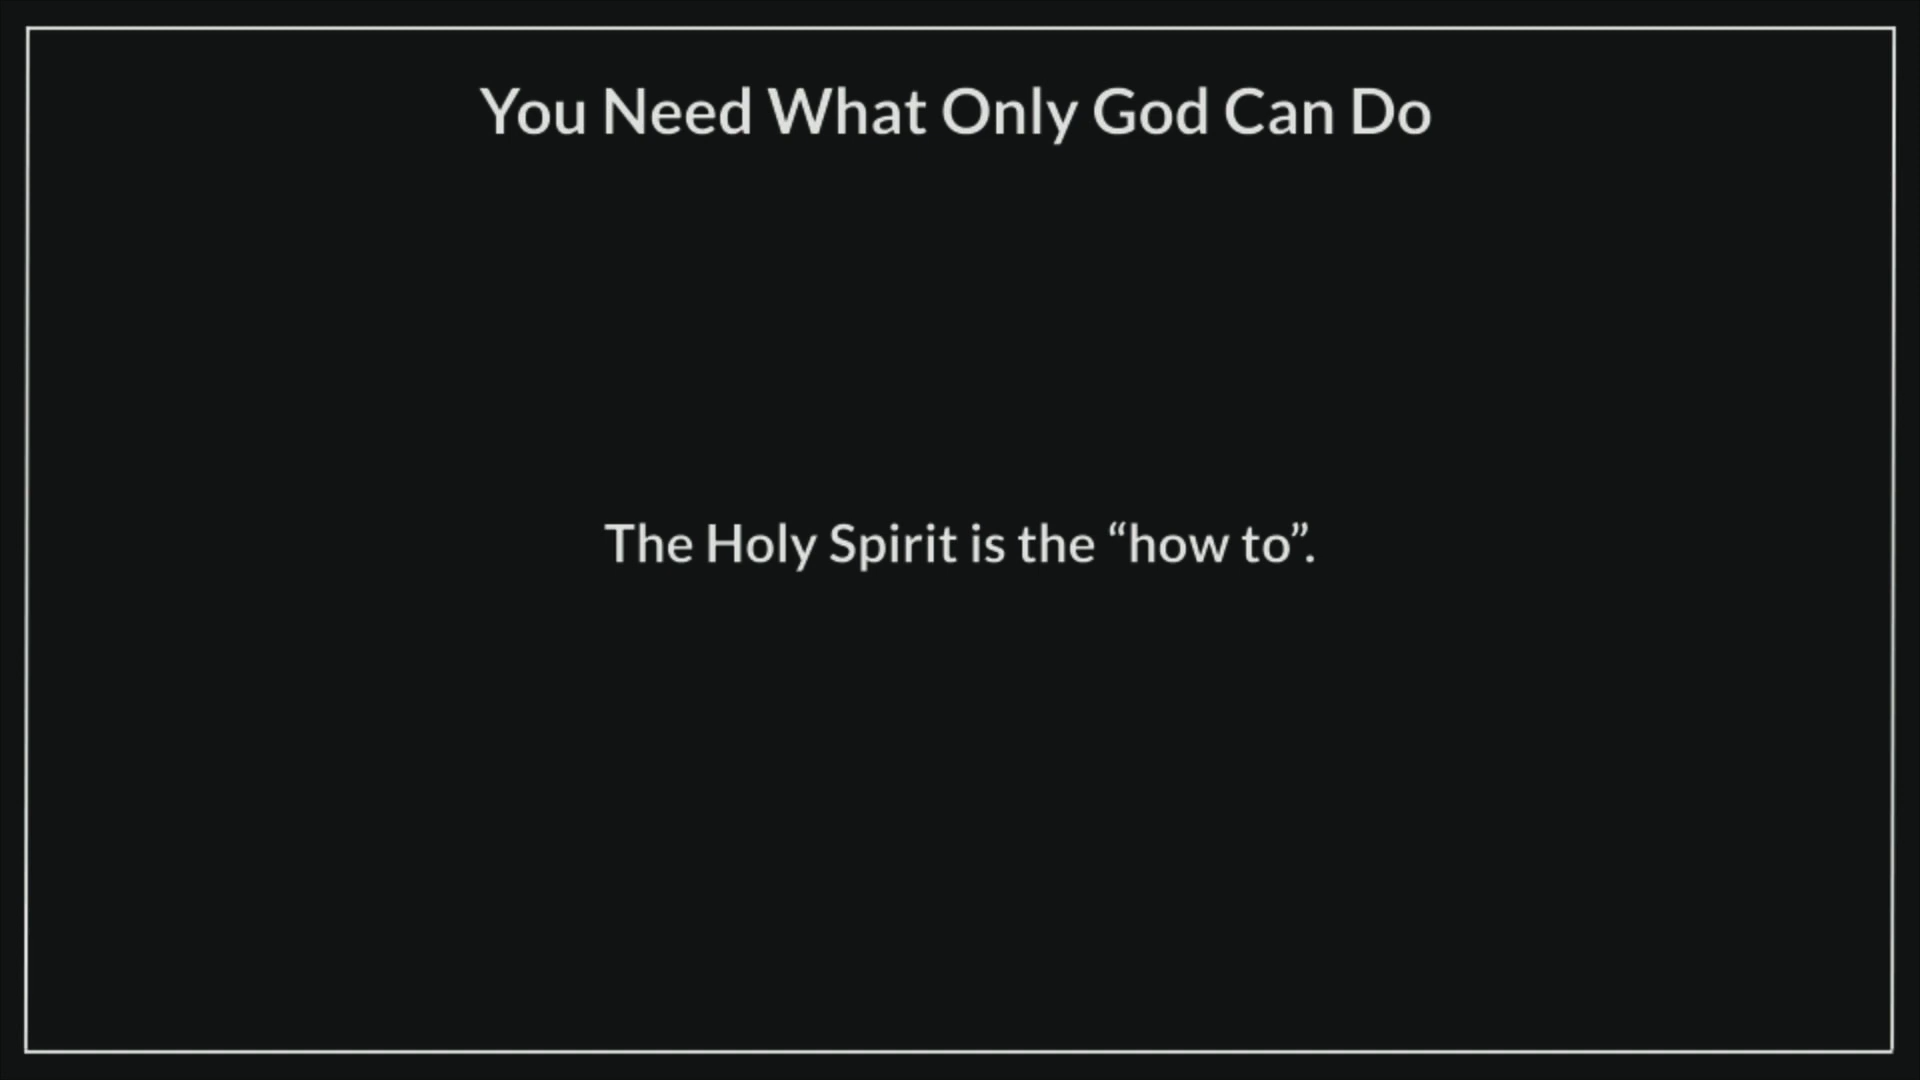 You Need What Only God Can Do
The Holy Spirit is the “how to”.